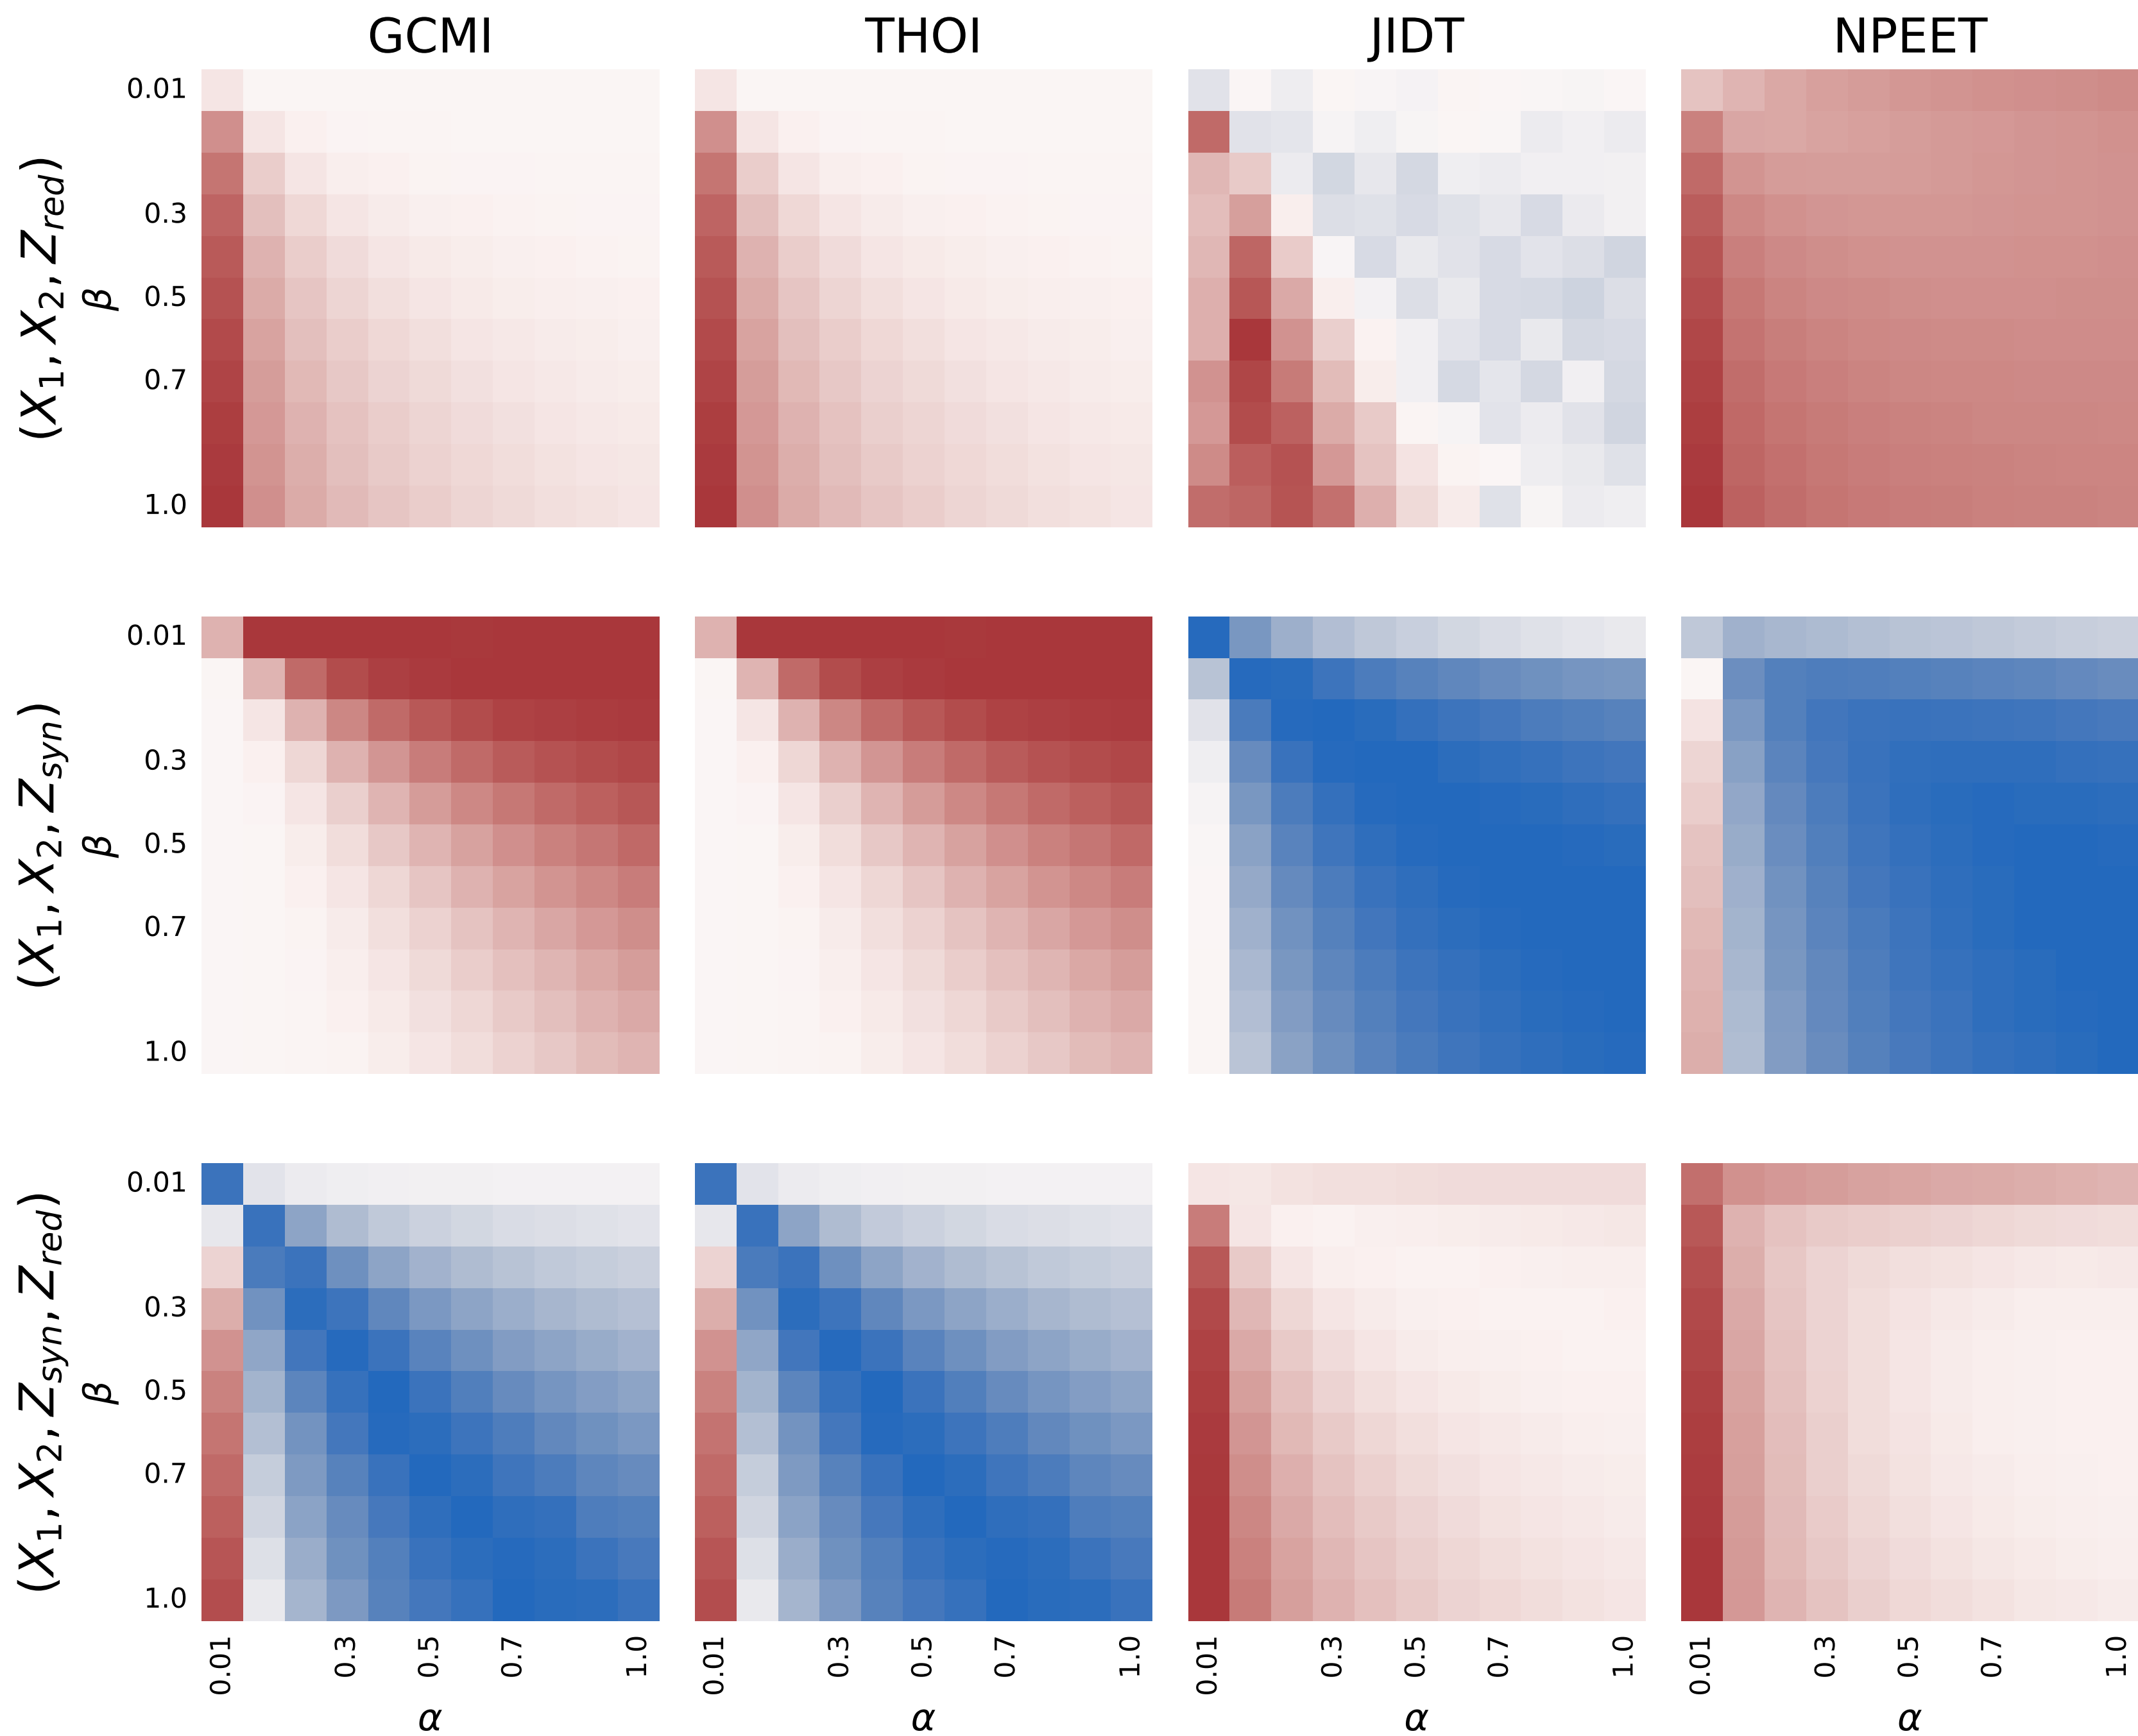 GCMI THOI JIDT NPEET
(X₁, X₂, Z_red)
β
0.01
0.3
0.5
0.7
1.0
(X₁, X₂, Z_syn)
β
0.01
0.3
0.5
0.7
1.0
(X₁, X₂, Z_syn, Z_red)
β
0.01
0.3
0.5
0.7
1.0
0.01 0.3 0.5 0.7 1.0 0.01 0.3 0.5 0.7 1.0 0.01 0.3 0.5 0.7 1.0 0.01 0.3 0.5 0.7 1.0
α α α α